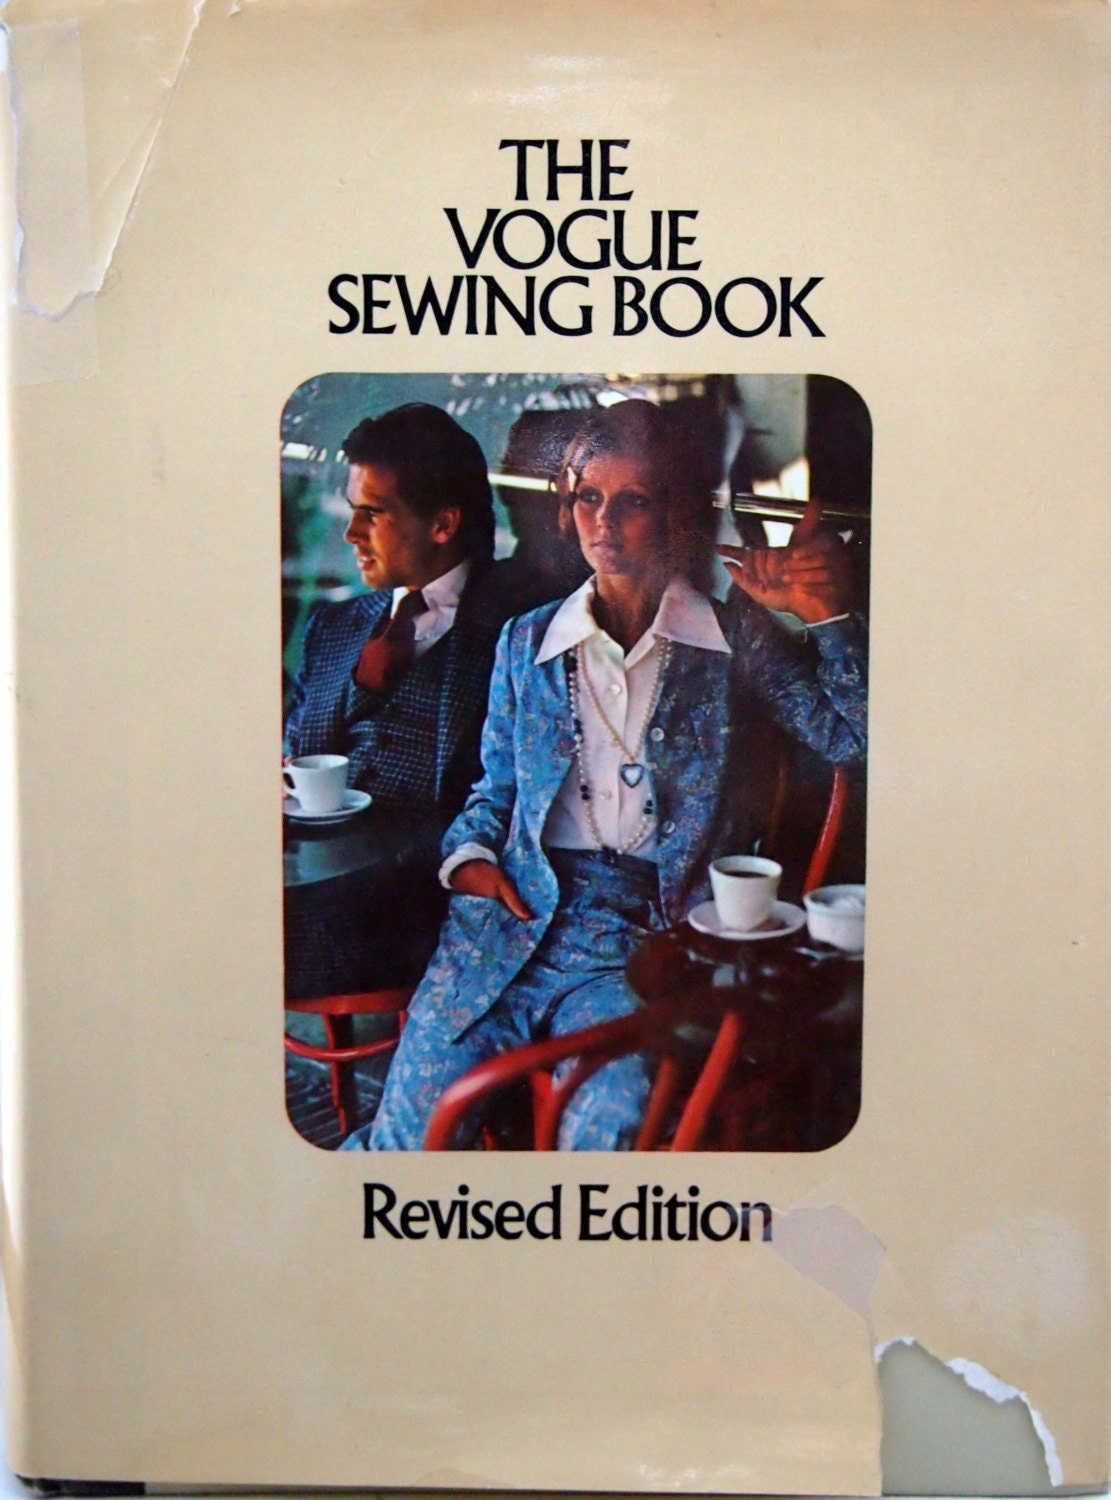 THE
VOGUE
SEWING BOOK
Revised Edition